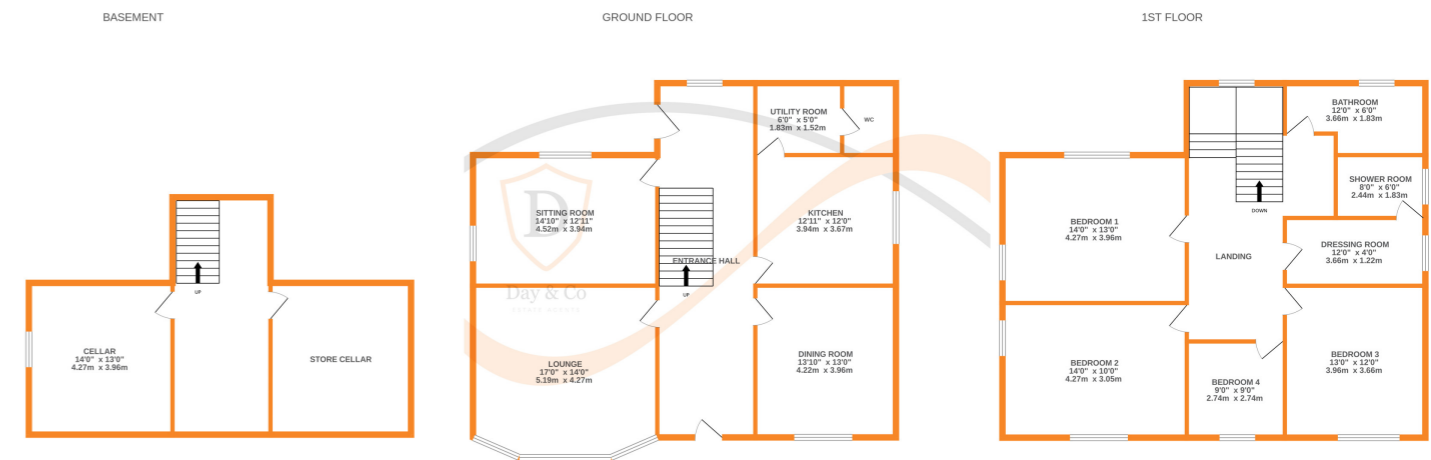 BASEMENT
CELLAR
14'0" x 13'0"
4.27m x 3.96m
UP
STORE CELLAR
GROUND FLOOR
SITTING ROOM
14'10" x 12'11"
4.52m x 3.94m
UTILITY ROOM
6'0" x 5'0"
1.83m x 1.52m
WC
KITCHEN
12'11" x 12'0"
3.94m x 3.67m
ENTRANCE HALL
UP
D
Day & Co
ESTATE AGENTS
LOUNGE
17'0" x 14'0"
5.19m x 4.27m
DINING ROOM
13'10" x 13'0"
4.22m x 3.96m
1ST FLOOR
BATHROOM
12'0" x 6'0"
3.66m x 1.83m
SHOWER ROOM
8'0" x 6'0"
2.44m x 1.83m
DOWN
BEDROOM 1
14'0" x 13'0"
4.27m x 3.96m
LANDING
DRESSING ROOM
12'0" x 4'0"
3.66m x 1.22m
BEDROOM 2
14'0" x 10'0"
4.27m x 3.05m
BEDROOM 4
9'0" x 9'0"
2.74m x 2.74m
BEDROOM 3
13'0" x 12'0"
3.96m x 3.66m